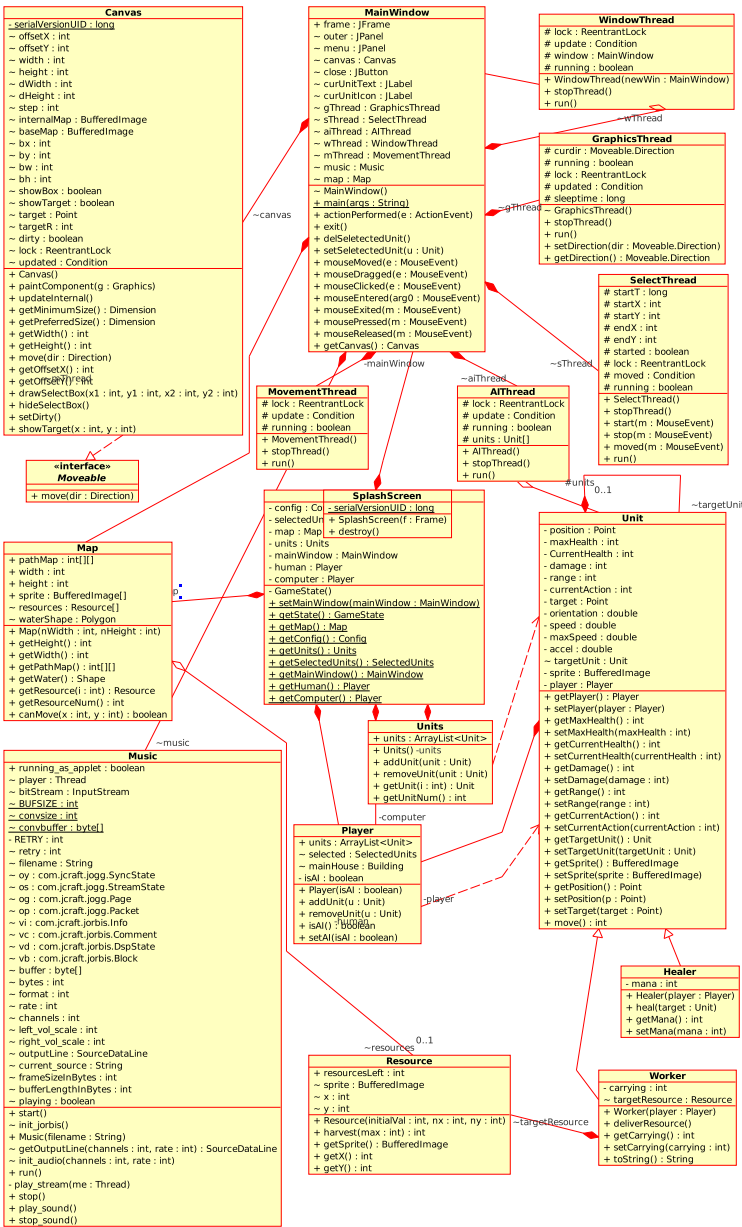 Canvas
- serialVersionUID : long
~ offsetX : int
~ offsetY : int
~ width : int
~ height : int
~ dWidth : int
~ dHeight : int
~ step : int
~ internalMap : BufferedImage
~ baseMap : BufferedImage
~ bx : int
~ by : int
~ bw : int
~ bh : int
~ showBox : boolean
~ showTarget : boolean
~ target : Point
~ targetR : int
~ dirty : boolean
~ lock : ReentrantLock
~ updated : Condition
+ Canvas()
+ paintComponent(g : Graphics)
+ updateInternal()
+ getMinimumSize() : Dimension
+ getPreferredSize() : Dimension
+ getWidth() : int
+ getHeight() : int
+ move(dir : Direction)
+ getOffsetX() : int
+ getOffsetY() : int
+ drawSelectBox(x1 : int, y1 : int, x2 : int, y2 : int)
+ hideSelectBox()
+ setDirty()
+ showTarget(x : int, y : int)
«interface»
Moveable
+ move(dir : Direction)
MainWindow
+ frame : JFrame
~ outer : JPanel
~ menu : JPanel
~ canvas : Canvas
~ close : JButton
~ curUnitText : JLabel
~ curUnitIcon : JLabel
~ gThread : GraphicsThread
~ sThread : SelectThread
~ aiThread : AIThread
~ wThread : WindowThread
~ mThread : MovementThread
~ music : Music
~ map : Map
~ MainWindow()
+ main(args : String)
+ actionPerformed(e : ActionEvent)
+ exit()
+ delSeletectedUnit()
+ setSeletectedUnit(u : Unit)
+ mouseMoved(e : MouseEvent)
+ mouseDragged(e : MouseEvent)
+ mouseClicked(e : MouseEvent)
+ mouseEntered(arg0 : MouseEvent)
+ mouseExited(m : MouseEvent)
+ mousePressed(m : MouseEvent)
+ mouseReleased(m : MouseEvent)
+ getCanvas() : Canvas
WindowThread
# lock : ReentrantLock
# update : Condition
# window : MainWindow
# running : boolean
+ WindowThread(newWin : MainWindow)
+ stopThread()
+ run()
~wThread
GraphicsThread
# curdir : Moveable.Direction
# running : boolean
# lock : ReentrantLock
# updated : Condition
# sleeptime : long
~ GraphicsThread()
+ stopThread()
+ run()
+ setDirection(dir : Moveable.Direction)
+ getDirection() : Moveable.Direction
~gThread
~canvas
SelectThread
# startT : long
# startX : int
# startY : int
# endX : int
# endY : int
# started : boolean
# lock : ReentrantLock
# moved : Condition
# running : boolean
+ SelectThread()
+ stopThread()
+ start(m : MouseEvent)
+ stop(m : MouseEvent)
+ moved(m : MouseEvent)
+ run()
~sThread
-mainWindow
~aiThread
MovementThread
# lock : ReentrantLock
# update : Condition
# running : boolean
+ MovementThread()
+ stopThread()
+ run()
AIThread
# lock : ReentrantLock
# update : Condition
# running : boolean
# units : Unit[]
+ AIThread()
+ stopThread()
+ run()
#units
0..1
~targetUnit
SplashScreen
- serialVersionUID : long
+ SplashScreen(f : Frame)
+ destroy()
- config : Co
- selectedUn
- map : Map
- units : Units
- mainWindow : MainWindow
- human : Player
- computer : Player
- GameState()
+ setMainWindow(mainWindow : MainWindow)
+ getState() : GameState
+ getMap() : Map
+ getConfig() : Config
+ getUnits() : Units
+ getSelectedUnits() : SelectedUnits
+ getMainWindow() : MainWindow
+ getHuman() : Player
+ getComputer() : Player
Map
+ pathMap : int[][]
+ width : int
+ height : int
+ sprite : BufferedImage[]
~ resources : Resource[]
~ waterShape : Polygon
+ Map(nWidth : int, nHeight : int)
+ getHeight() : int
+ getWidth() : int
+ getPathMap() : int[][]
+ getWater() : Shape
+ getResource(i : int) : Resource
+ getResourceNum() : int
+ canMove(x : int, y : int) : boolean
p
~music
Unit
- position : Point
- maxHealth : int
- CurrentHealth : int
- damage : int
- range : int
- currentAction : int
- target : Point
- orientation : double
- speed : double
- maxSpeed : double
- accel : double
~ targetUnit : Unit
- sprite : BufferedImage
- player : Player
+ getPlayer() : Player
+ setPlayer(player : Player)
+ getMaxHealth() : int
+ setMaxHealth(maxHealth : int)
+ getCurrentHealth() : int
+ setCurrentHealth(currentHealth : int)
+ getDamage() : int
+ setDamage(damage : int)
+ getRange() : int
+ setRange(range : int)
+ getCurrentAction() : int
+ setCurrentAction(currentAction : int)
+ getTargetUnit() : Unit
+ setTargetUnit(targetUnit : Unit)
+ getSprite() : BufferedImage
+ setSprite(sprite : BufferedImage)
+ getPosition() : Point
+ setPosition(p : Point)
+ setTarget(target : Point)
+ move() : int
Units
+ units : ArrayList<Unit>
+ Units()
-units
+ addUnit(unit : Unit)
+ removeUnit(unit : Unit)
+ getUnit(i : int) : Unit
+ getUnitNum() : int
-computer
Player
+ units : ArrayList<Unit>
~ selected : SelectedUnits
~ mainHouse : Building
- isAI : boolean
+ Player(isAI : boolean)
+ addUnit(u : Unit)
+ removeUnit(u : Unit)
+ isAI() : boolean
+ setAI(isAI : boolean)
-human
-player
Music
+ running_as_applet : boolean
~ player : Thread
~ bitStream : InputStream
~ BUFSIZE : int
~ convsize : int
~ convbuffer : byte[]
- RETRY : int
~ retry : int
~ filename : String
~ oy : com.jcraft.jogg.SyncState
~ os : com.jcraft.jogg.StreamState
~ og : com.jcraft.jogg.Page
~ op : com.jcraft.jogg.Packet
~ vi : com.jcraft.jorbis.Info
~ vc : com.jcraft.jorbis.Comment
~ vd : com.jcraft.jorbis.DspState
~ vb : com.jcraft.jorbis.Block
~ buffer : byte[]
~ bytes : int
~ format : int
~ rate : int
~ channels : int
~ left_vol_scale : int
~ right_vol_scale : int
~ outputLine : SourceDataLine
~ current_source : String
~ frameSizeInBytes : int
~ bufferLengthInBytes : int
~ playing : boolean
+ start()
~ init_jorbis()
+ Music(filename : String)
~ getOutputLine(channels : int, rate : int) : SourceDataLine
~ init_audio(channels : int, rate : int)
+ run()
- play_stream(me : Thread)
+ stop()
+ play_sound()
+ stop_sound()
0..1
~resources
Resource
+ resourcesLeft : int
~ sprite : BufferedImage
~ x : int
~ y : int
+ Resource(initialVal : int, nx : int, ny : int)
+ harvest(max : int) : int
+ getSprite() : BufferedImage
+ getX() : int
+ getY() : int
~targetResource
Healer
- mana : int
+ Healer(player : Player)
+ heal(target : Unit)
+ getMana() : int
+ setMana(mana : int)
Worker
- carrying : int
~ targetResource : Resource
+ Worker(player : Player)
+ deliverResource()
+ getCarrying() : int
+ setCarrying(carrying : int)
+ toString() : String